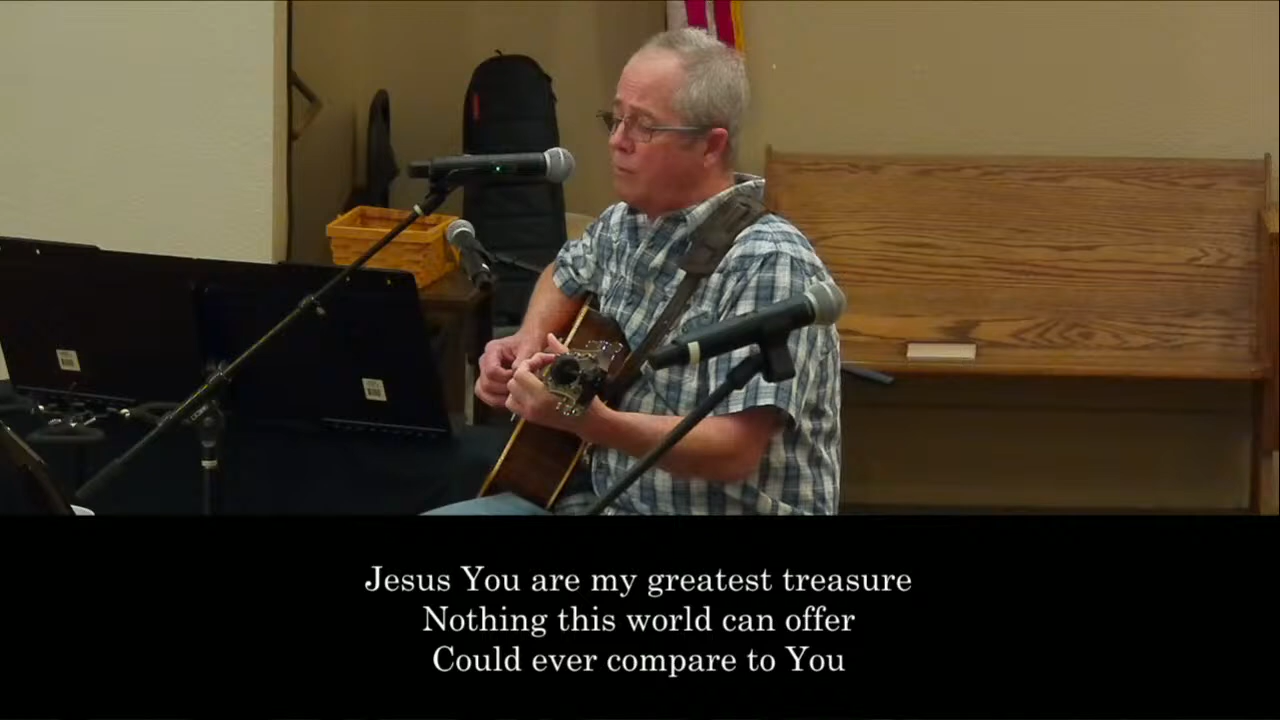 Jesus You are my greatest treasure
Nothing this world can offer
Could ever compare to You